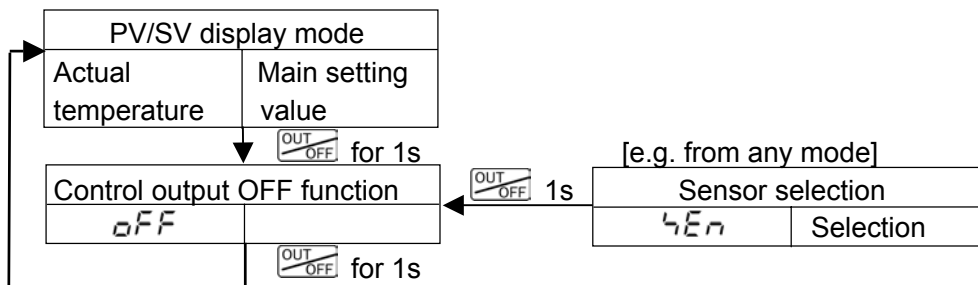 PV/SV display mode
Actual temperature
Main setting value
OUT OFF for 1s
[e.g. from any mode]
Control output OFF function
oFF
OUT OFF 1s
Sensor selection
SEn
Selection
OUT OFF for 1s